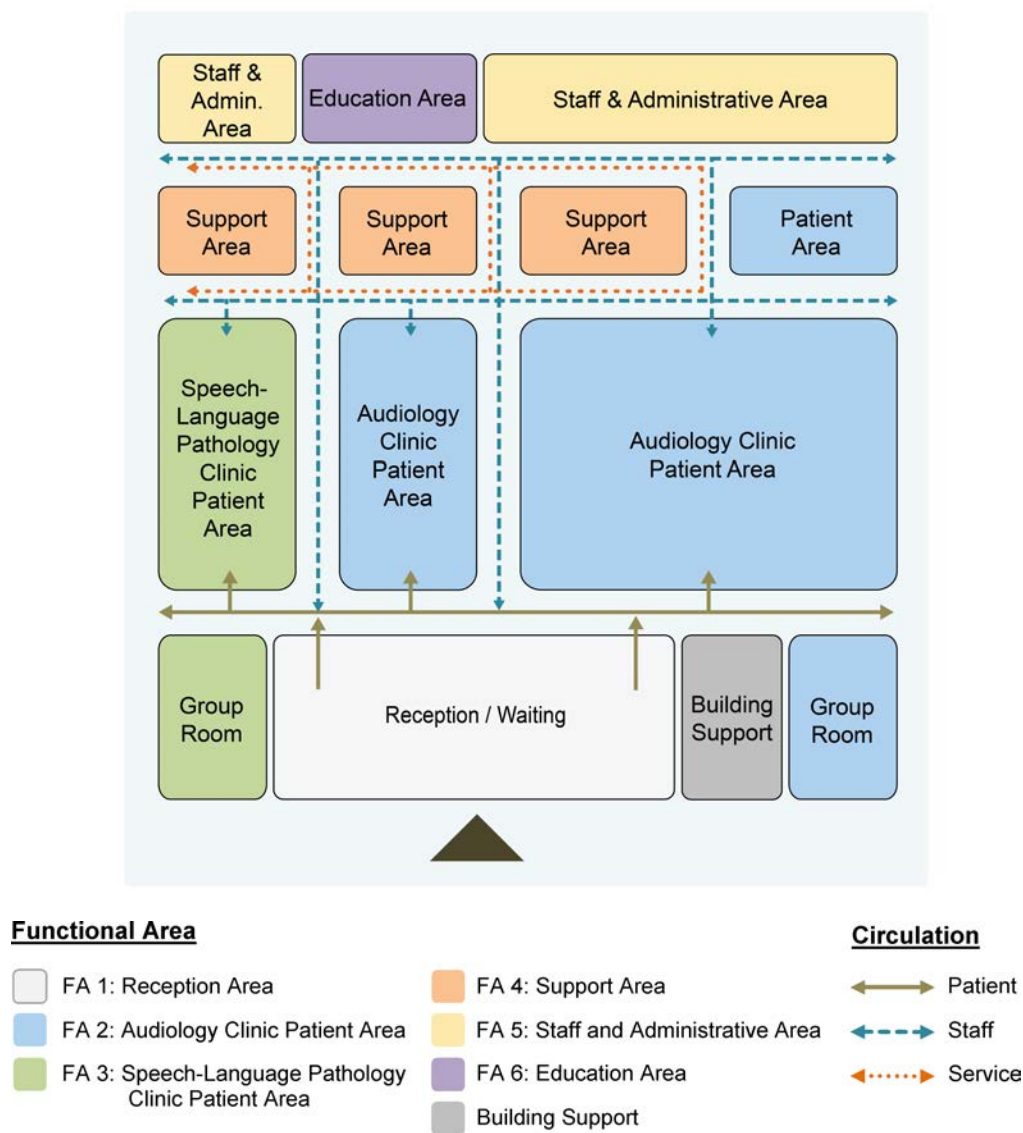 Staff &
Admin.
Area
Education Area
Staff & Administrative Area
Support
Area
Support
Area
Support
Area
Patient
Area
Speech-
Language
Pathology
Clinic
Patient
Area
Audiology
Clinic
Patient
Area
Audiology Clinic
Patient Area
Group
Room
Reception / Waiting
Building
Support
Group
Room
Functional Area
FA 1: Reception Area
FA 2: Audiology Clinic Patient Area
FA 3: Speech-Language Pathology
Clinic Patient Area
FA 4: Support Area
FA 5: Staff and Administrative Area
FA 6: Education Area
Building Support
Circulation
Patient
Staff
Service